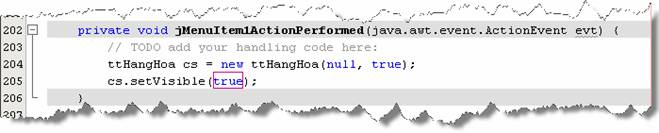 202 private void jMenuItem1ActionPerformed(java.awt.event.ActionEvent evt) {
203 // TODO add your handling code here:
204 ttHangHoa cs = new ttHangHoa(null, true);
205 cs.setVisible(true);
206 }